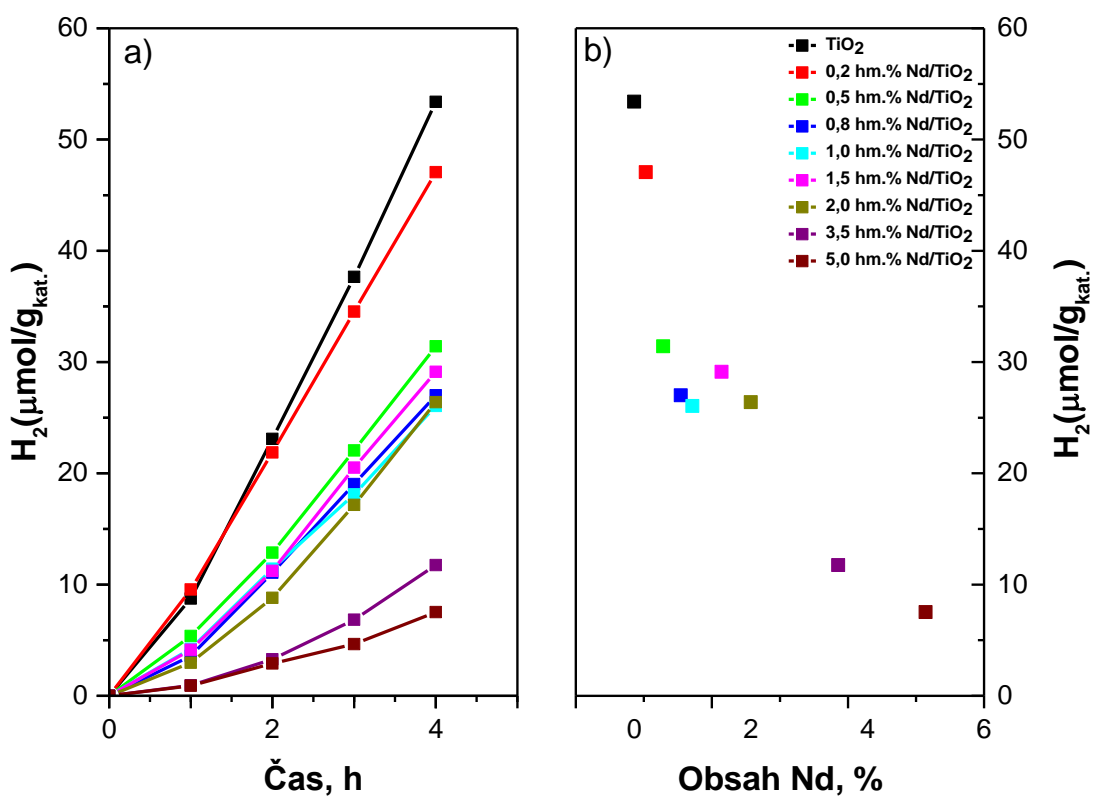 a)
60
50
40
30
20
10
0
0 2 4
H2(μmol/gkat.)
Čas, h
b)
TiO2
0,2 hm.% Nd/TiO2
0,5 hm.% Nd/TiO2
0,8 hm.% Nd/TiO2
1,0 hm.% Nd/TiO2
1,5 hm.% Nd/TiO2
2,0 hm.% Nd/TiO2
3,5 hm.% Nd/TiO2
5,0 hm.% Nd/TiO2
60
50
40
30
20
10
0
0 2 4 6
H2(μmol/gkat.)
Obsah Nd, %